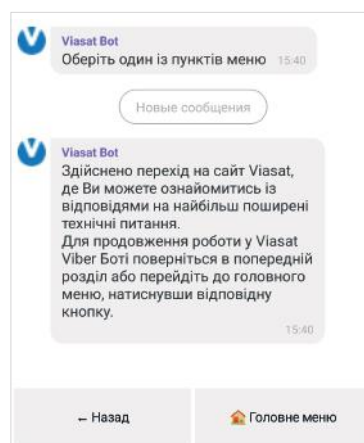 Viasat Bot
Оберіть один із пунктів меню 15:40
Новые сообщения
Viasat Bot
Здійснено перехід на сайт Viasat,
де Ви можете ознайомитись із
відповідями на найбільш поширені
технічні питання.
Для продовження роботи у Viasat
Viber Боті поверніться в попередній
розділ або перейдіть до головного
меню, натиснувши відповідну
кнопку.
15:40
← Назад
Головне меню